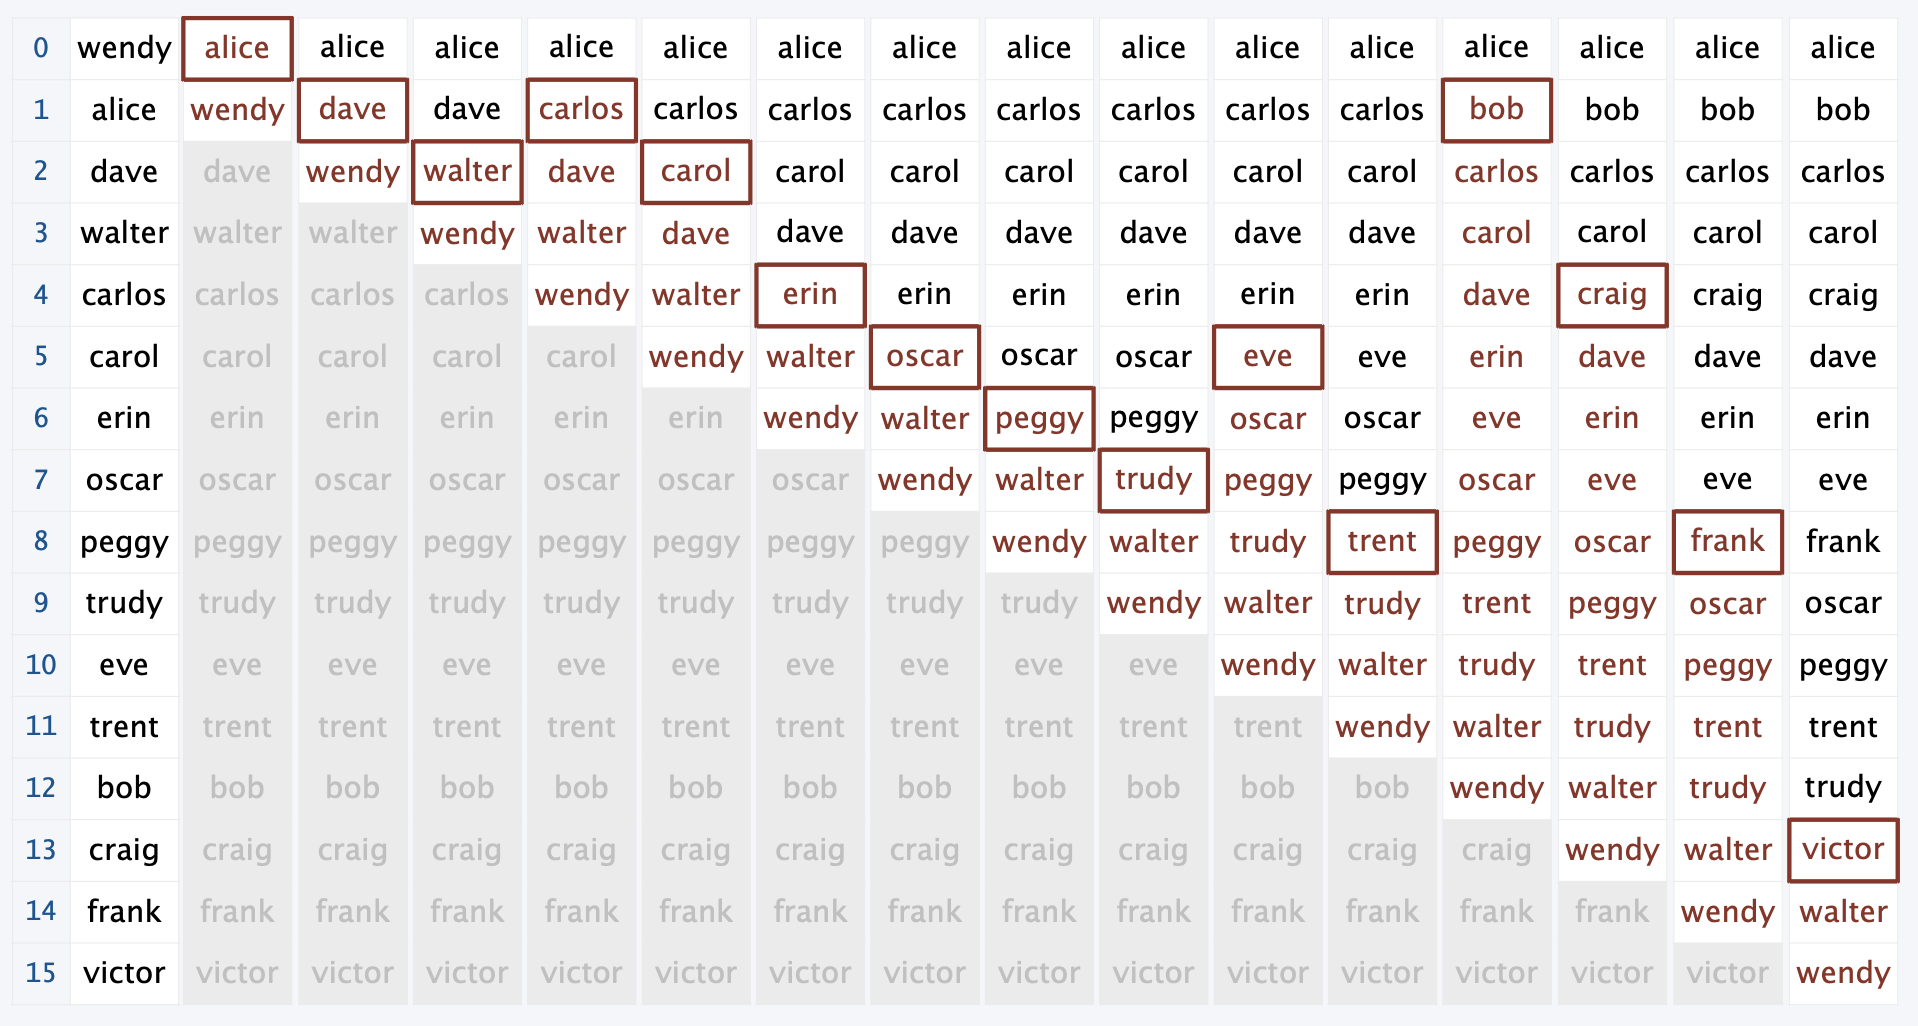 0 wendy alice alice alice alice alice alice alice alice alice alice alice alice alice alice alice
1 alice wendy dave dave carlos carlos carlos carlos carlos carlos carlos carlos bob bob bob bob
2 dave dave wendy walter dave carol carol carol carol carol carol carol carlos carlos carlos carlos
3 walter walter walter wendy walter dave dave dave dave dave dave dave carol carol carol carol
4 carlos carlos carlos carlos wendy walter erin erin erin erin erin erin dave craig craig craig
5 carol carol carol carol carol wendy walter oscar oscar oscar eve eve erin dave dave dave
6 erin erin erin erin erin erin wendy walter peggy peggy oscar oscar eve erin erin erin
7 oscar oscar oscar oscar oscar oscar oscar wendy walter trudy peggy peggy oscar eve eve eve
8 peggy peggy peggy peggy peggy peggy peggy peggy wendy walter trudy trent peggy oscar frank frank
9 trudy trudy trudy trudy trudy trudy trudy trudy trudy wendy walter trudy trent peggy oscar oscar
10 eve eve eve eve eve eve eve eve eve eve wendy walter trudy trent peggy peggy
11 trent trent trent trent trent trent trent trent trent trent trent wendy walter trudy trent trent
12 bob bob bob bob bob bob bob bob bob bob bob bob wendy walter trudy trudy
13 craig craig craig craig craig craig craig craig craig craig craig craig craig wendy walter victor
14 frank frank frank frank frank frank frank frank frank frank frank frank frank frank wendy walter
15 victor victor victor victor victor victor victor victor victor victor victor victor victor victor victor wendy